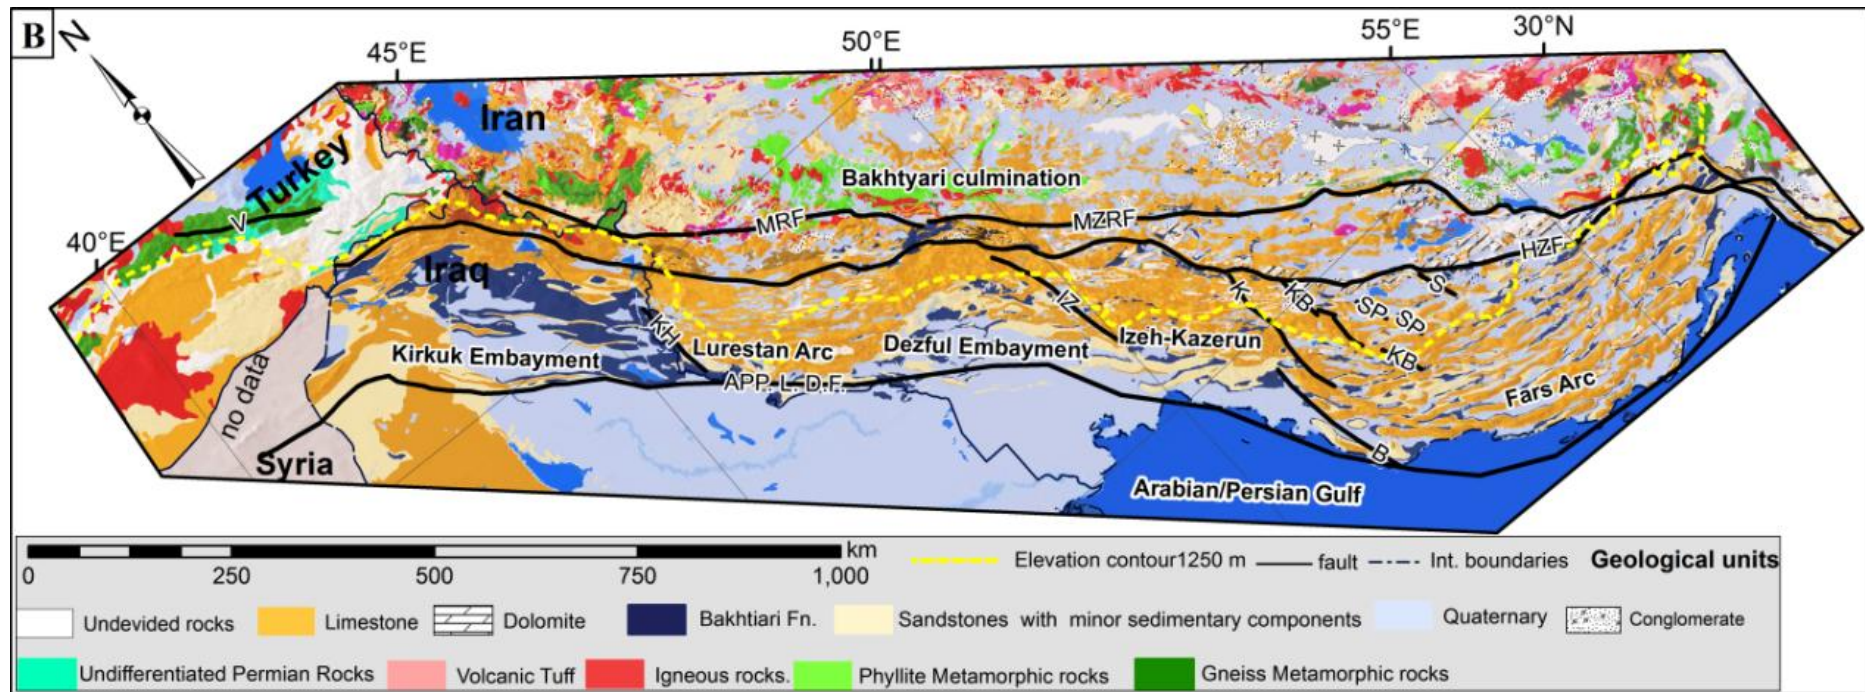 B
N
45°E
50°E
55°E
30°N
Iran
Turkey
Bakhtyari culmination
V
MRF
MZRF
40°E
HZF
Iraq
S
K
KB
SP. SP
IZ
KH
Izeh-Kazerun
Kirkuk Embayment
Lurestan Arc
Dezful Embayment
KB
APP. L. D.F.
Fars Arc
no data
Syria
B
Arabian/Persian Gulf
km
0 250 500 750 1,000
Elevation contour1250 m
fault
Int. boundaries
Geological units
Undevided rocks
Limestone
Dolomite
Bakhtiari Fn.
Sandstones with minor sedimentary components
Quaternary
Conglomerate
Undifferentiated Permian Rocks
Volcanic Tuff
Igneous rocks.
Phyllite Metamorphic rocks
Gneiss Metamorphic rocks